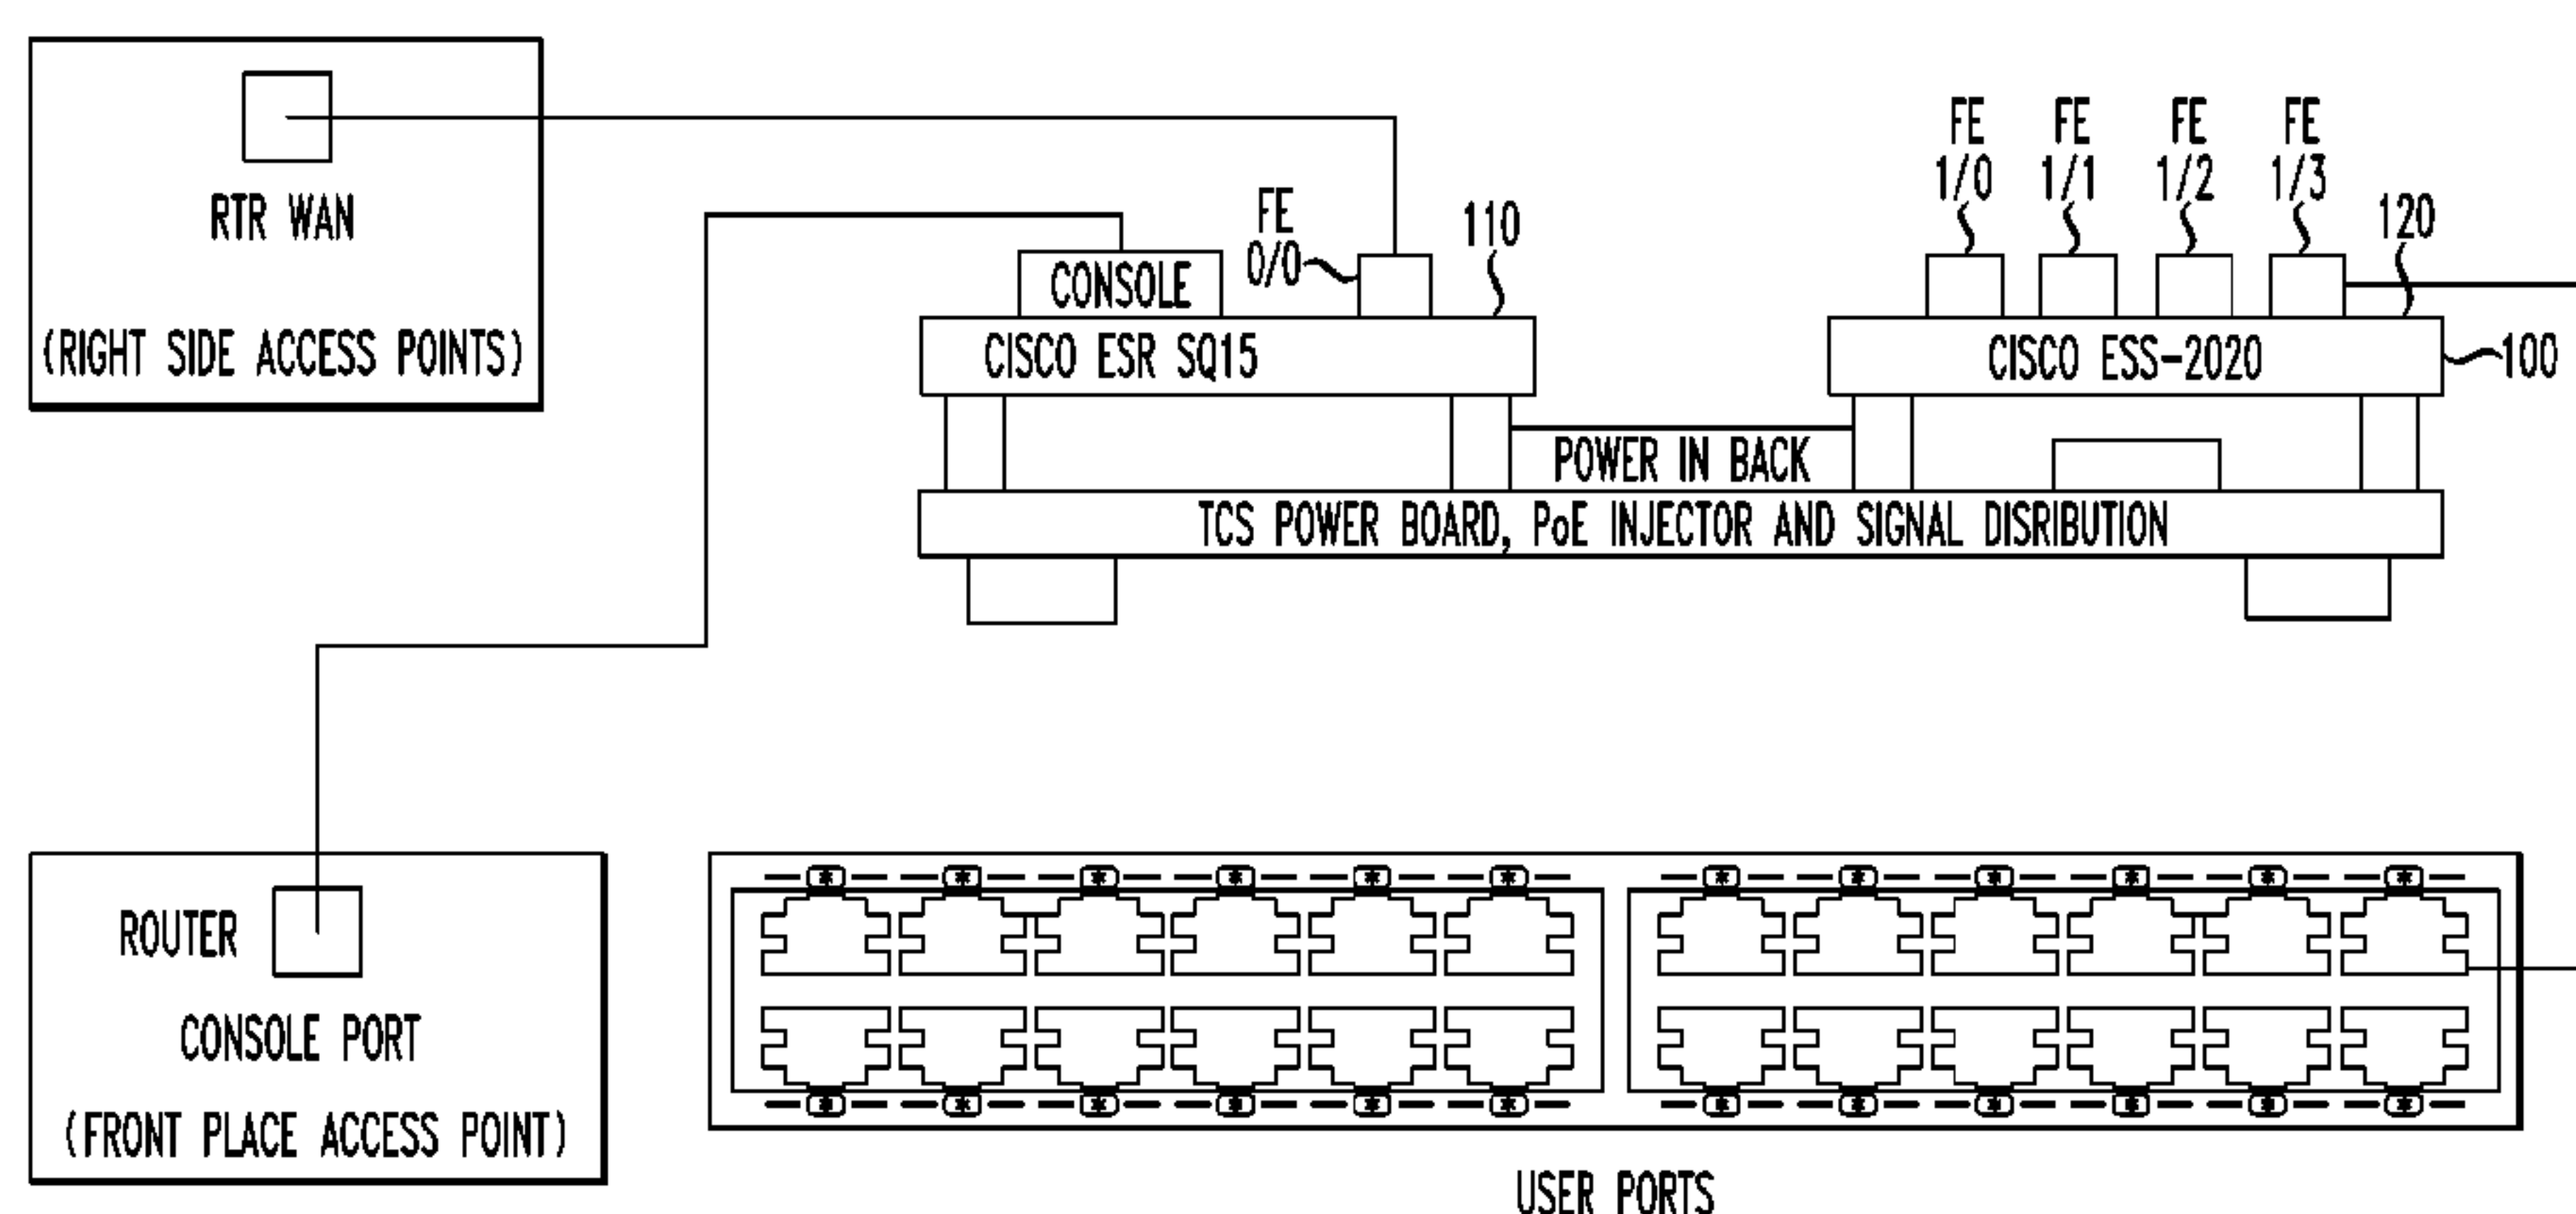 RTR WAN
(RIGHT SIDE ACCESS POINTS)
FE
0/0
110
CONSOLE
CISCO ESR SQ15
FE
1/0
FE
1/1
FE
1/2
FE
1/3
120
CISCO ESS-2020
100
POWER IN BACK
TCS POWER BOARD, PoE INJECTOR AND SIGNAL DISRIBUTION
ROUTER
CONSOLE PORT
(FRONT PLACE ACCESS POINT)
* * * * * * * * * * * *
* * * * * * * * * * * *
USER PORTS